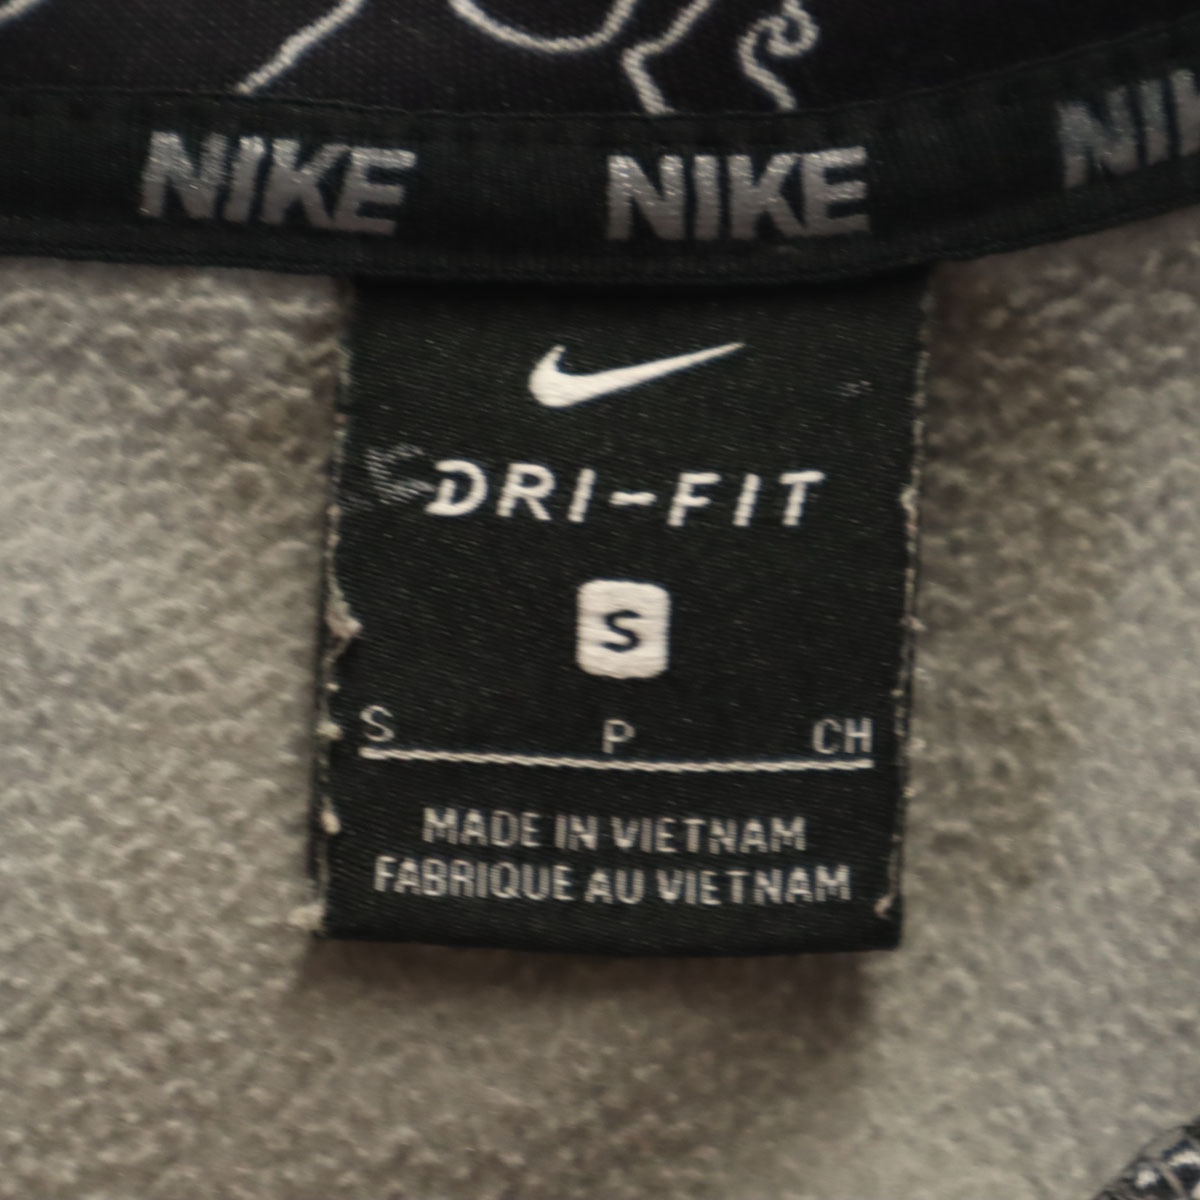 NIKE NIKE NI
DRI-FIT
S
S P CH
MADE IN VIETNAM
FABRIQUE AU VIETNAM